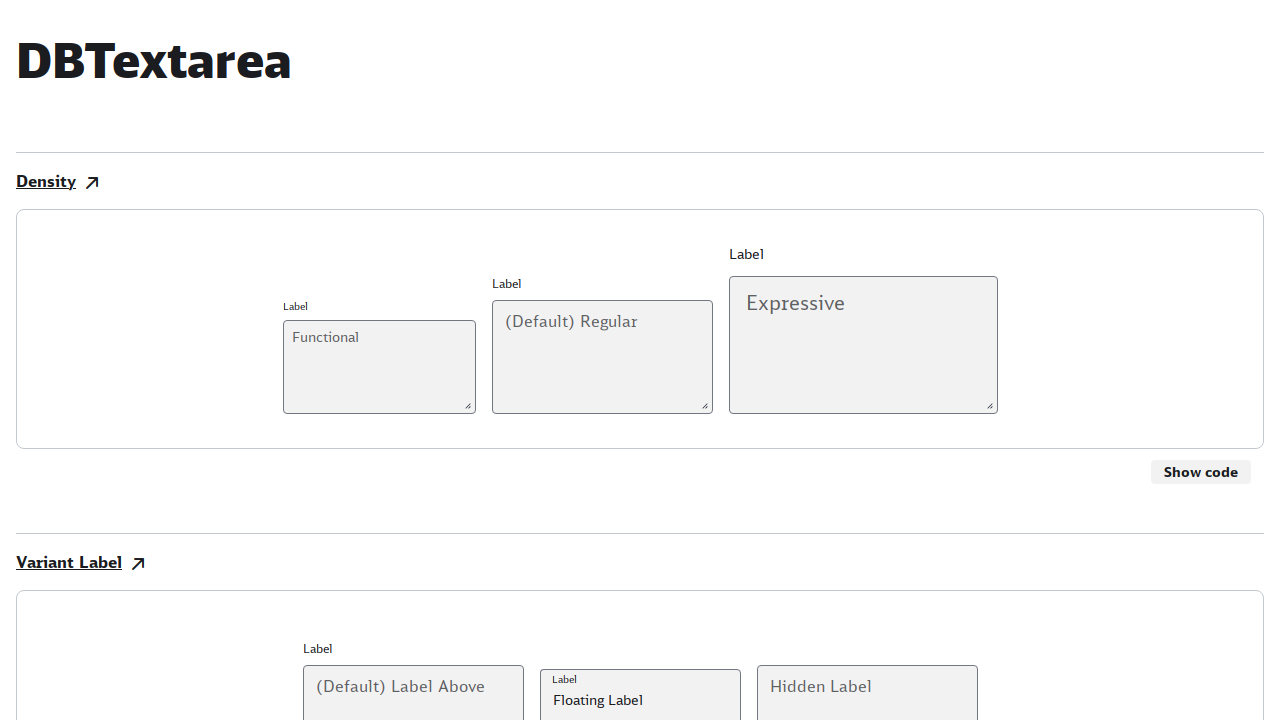 DBTextarea
Density
Label
Functional
Label
(Default) Regular
Label
Expressive
Show code
Variant Label
Label
(Default) Label Above
Label
Floating Label
Hidden Label